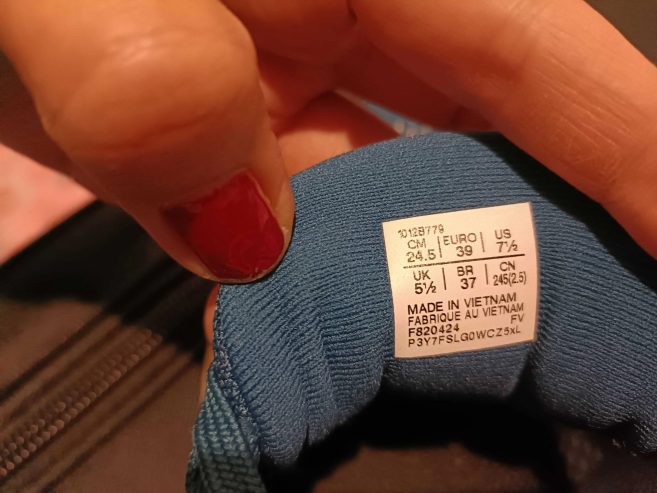 1012B779
CM EURO US
24.5 39 7½
UK BR CN
5½ 37 245(2.5)
MADE IN VIETNAM
FABRIQUE AU VIETNAM
F820424 FV
P3Y7FSLG0WCZ5xL